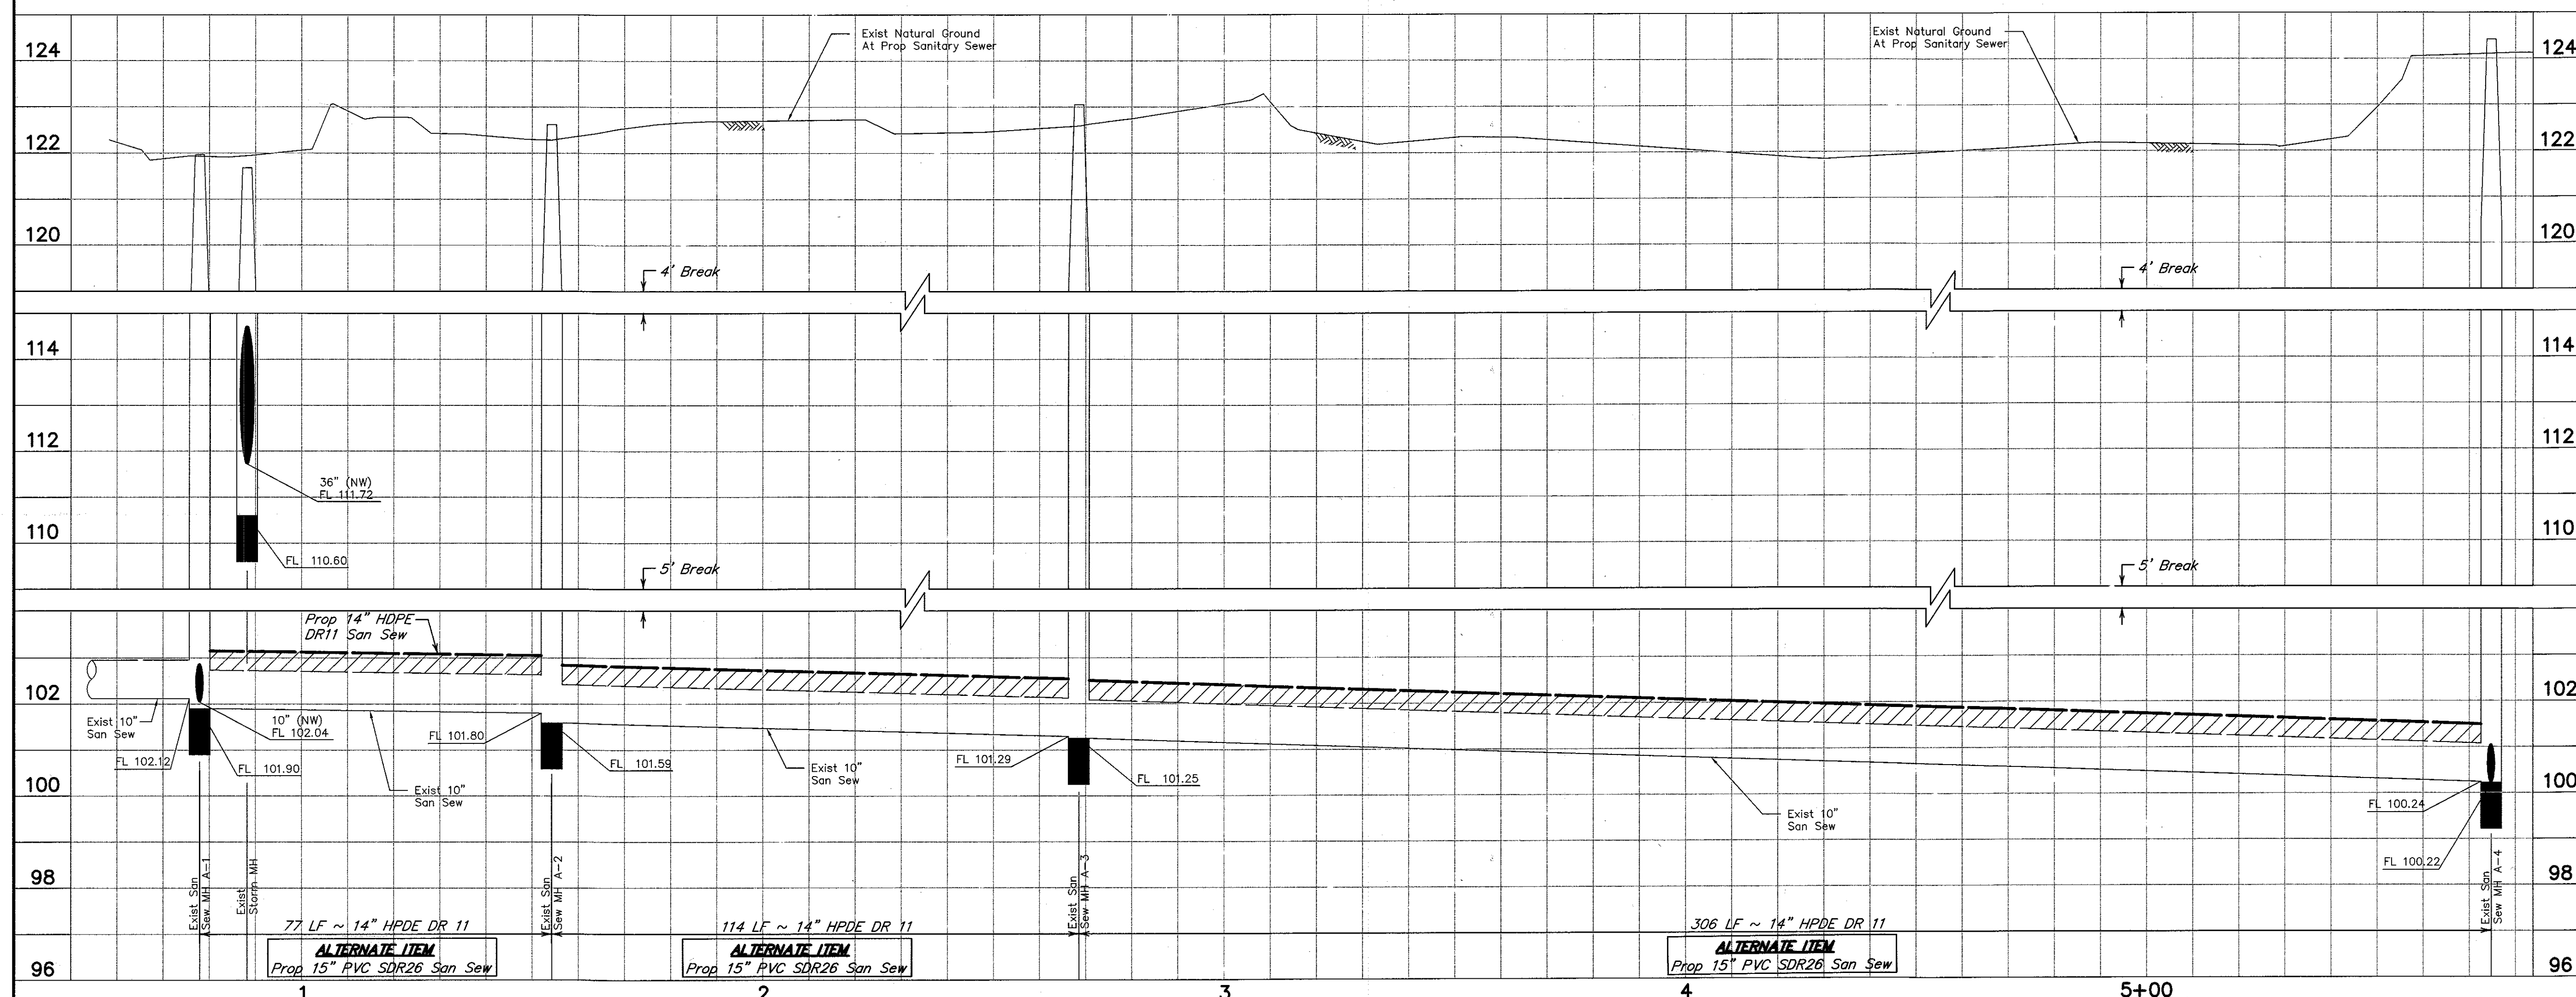 Exist Natural Ground
At Prop Sanitary Sewer
Exist Natural Ground
At Prop Sanitary Sewer
124
124
122
122
120
120
4' Break
4' Break
114
114
112
112
36" (NW)
FL 111.72
110
110
FL 110.60
5' Break
5' Break
Prop 14" HDPE
DR11 San Sew
102
102
Exist 10"
San Sew
10" (NW)
FL 102.04
FL 101.80
FL 102.12
FL 101.90
FL 101.59
Exist 10"
San Sew
FL 101.29
FL 101.25
Exist 10"
San Sew
100
100
Exist 10"
San Sew
FL 100.24
FL 100.22
98
98
Exist San
Sew MH A-1
Exist
Storm MH
Exist San
Sew MH A-2
Exist San
Sew MH A-3
Exist San
Sew MH A-4
77 LF ~ 14" HPDE DR 11
114 LF ~ 14" HPDE DR 11
306 LF ~ 14" HPDE DR 11
ALTERNATE ITEM
Prop 15" PVC SDR26 San Sew
ALTERNATE ITEM
Prop 15" PVC SDR26 San Sew
ALTERNATE ITEM
Prop 15" PVC SDR26 San Sew
96
96
1
2
3
4
5+00